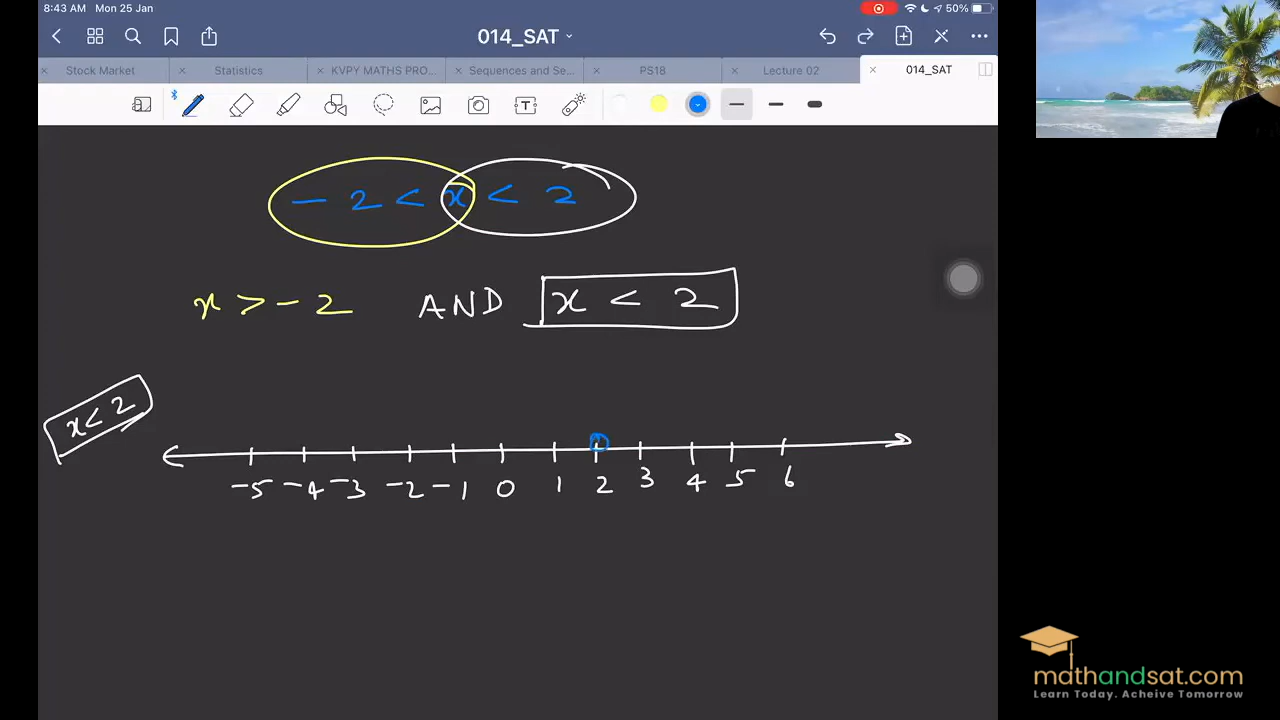 8:43 AM Mon 25 Jan
50%
014_SAT
Stock Market
Statistics
KVPY MATHS PRO...
Sequences and Se...
PS18
Lecture 02
014_SAT
T
- 2 < x < 2
x > - 2 AND x < 2
x < 2
-5 -4 -3 -2 -1 0 1 2 3 4 5 6
mathandsat.com
Learn Today. Acheive Tomorrow